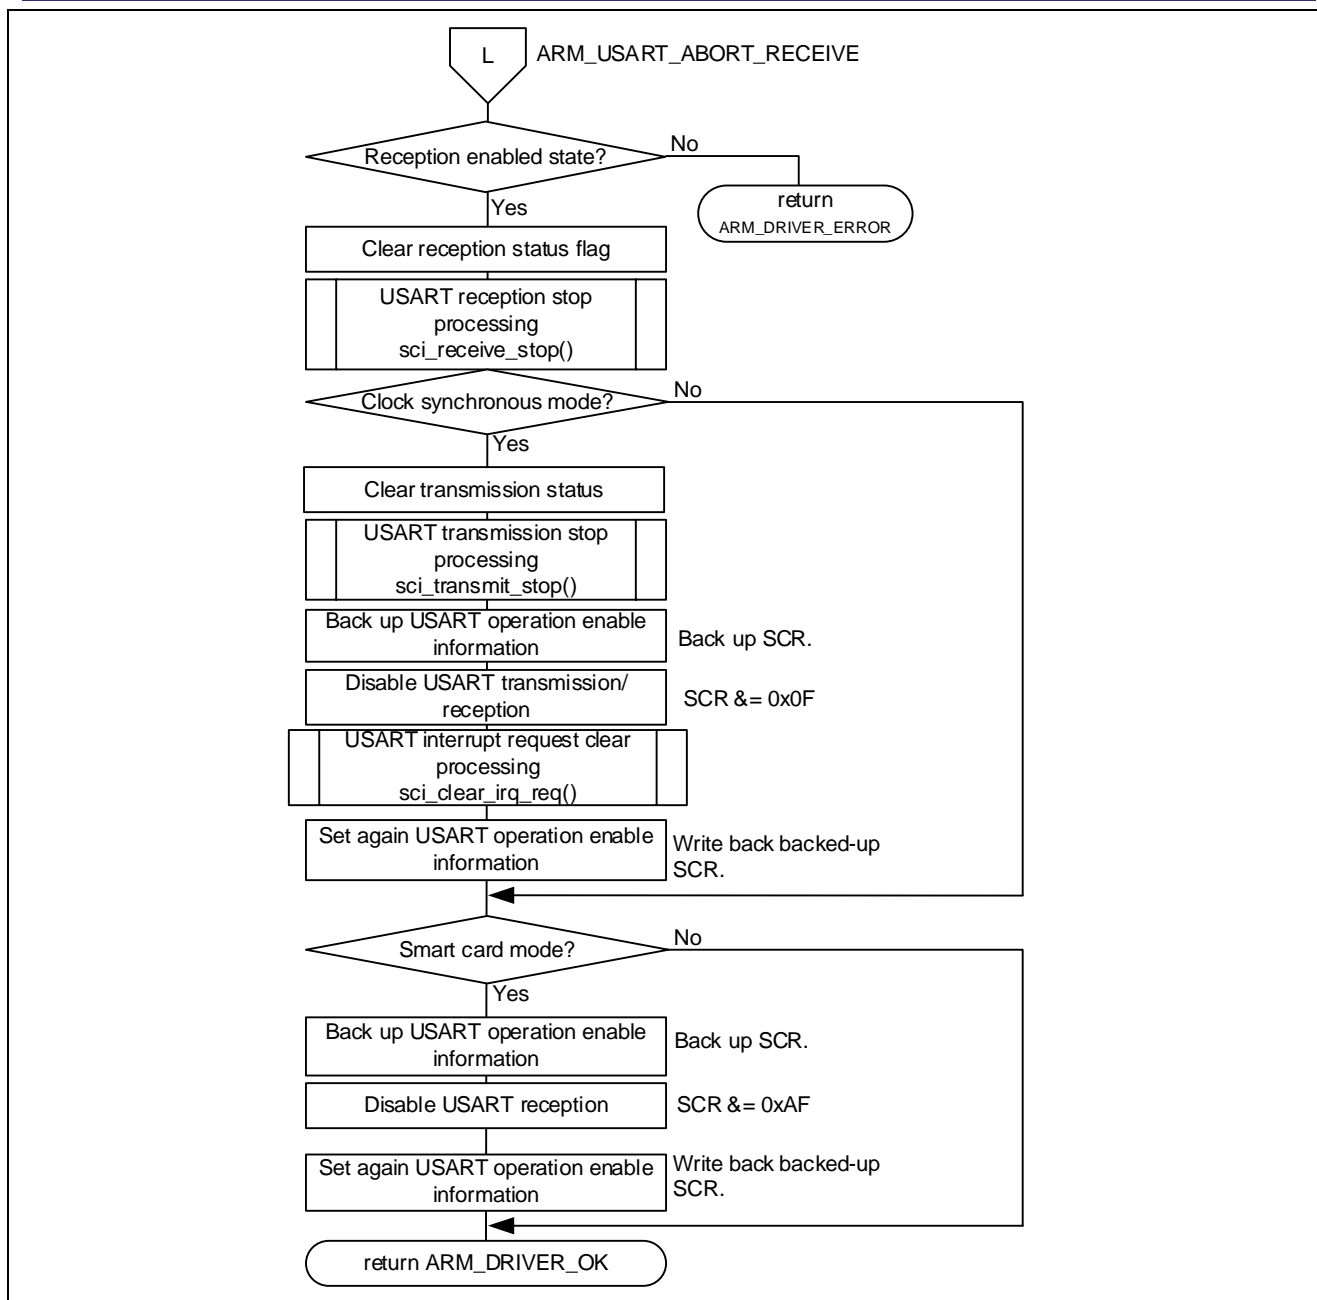 L
ARM_USART_ABORT_RECEIVE
Reception enabled state?
No
return
ARM_DRIVER_ERROR
Yes
Clear reception status flag
USART reception stop
processing
sci_receive_stop()
Clock synchronous mode?
No
Yes
Clear transmission status
USART transmission stop
processing
sci_transmit_stop()
Back up USART operation enable
information
Back up SCR.
Disable USART transmission/
reception
SCR &= 0x0F
USART interrupt request clear
processing
sci_clear_irq_req()
Set again USART operation enable
information
Write back backed-up
SCR.
Smart card mode?
No
Yes
Back up USART operation enable
information
Back up SCR.
Disable USART reception
SCR &= 0xAF
Set again USART operation enable
information
Write back backed-up
SCR.
return ARM_DRIVER_OK